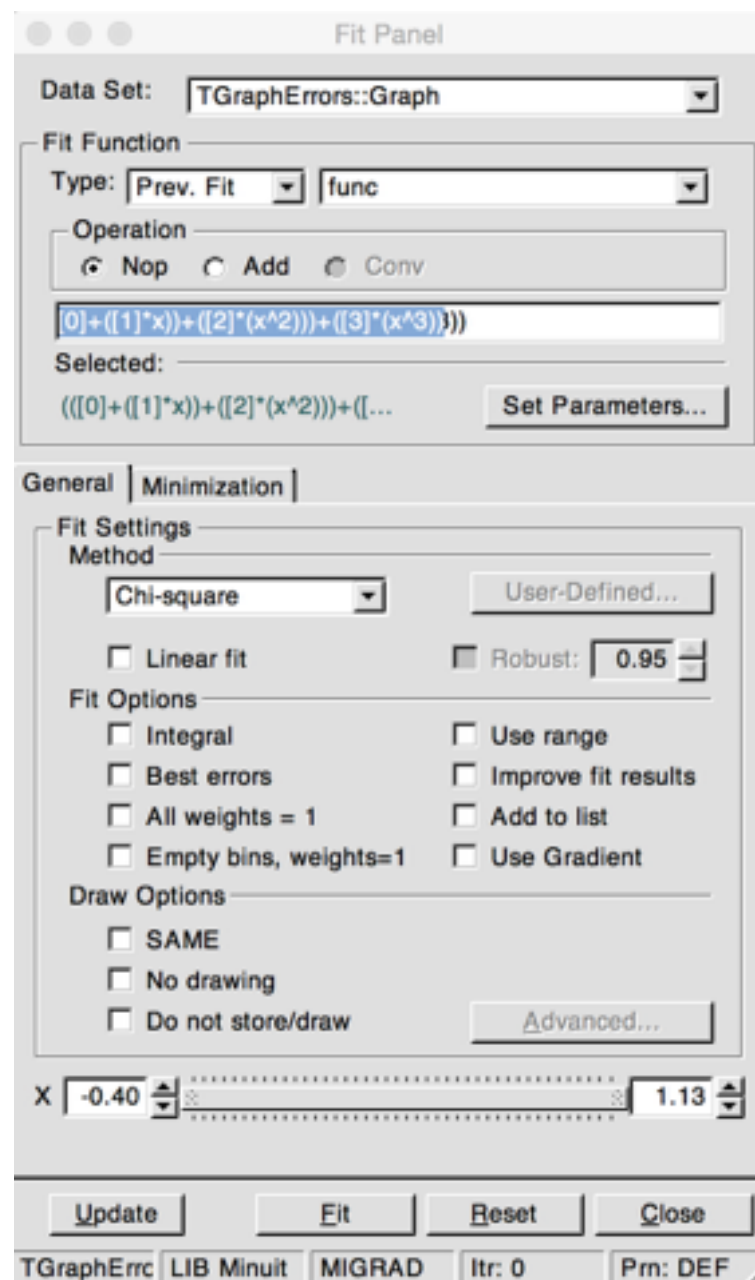 Fit Panel
Data Set: TGraphErrors::Graph
Fit Function
Type: Prev. Fit func
Operation
Nop Add Conv
[0]+([1]*x))+([2]*(x^2)))+([3]*(x^3))))
Selected:
(([0]+([1]*x))+([2]*(x^2)))+([... Set Parameters...
General Minimization
Fit Settings
Method
Chi-square User-Defined...
Linear fit Robust: 0.95
Fit Options
Integral Use range
Best errors Improve fit results
All weights = 1 Add to list
Empty bins, weights=1 Use Gradient
Draw Options
SAME
No drawing
Do not store/draw Advanced...
X -0.40 1.13
Update Fit Reset Close
TGraphErrc LIB Minuit MIGRAD Itr: 0 Prn: DEF